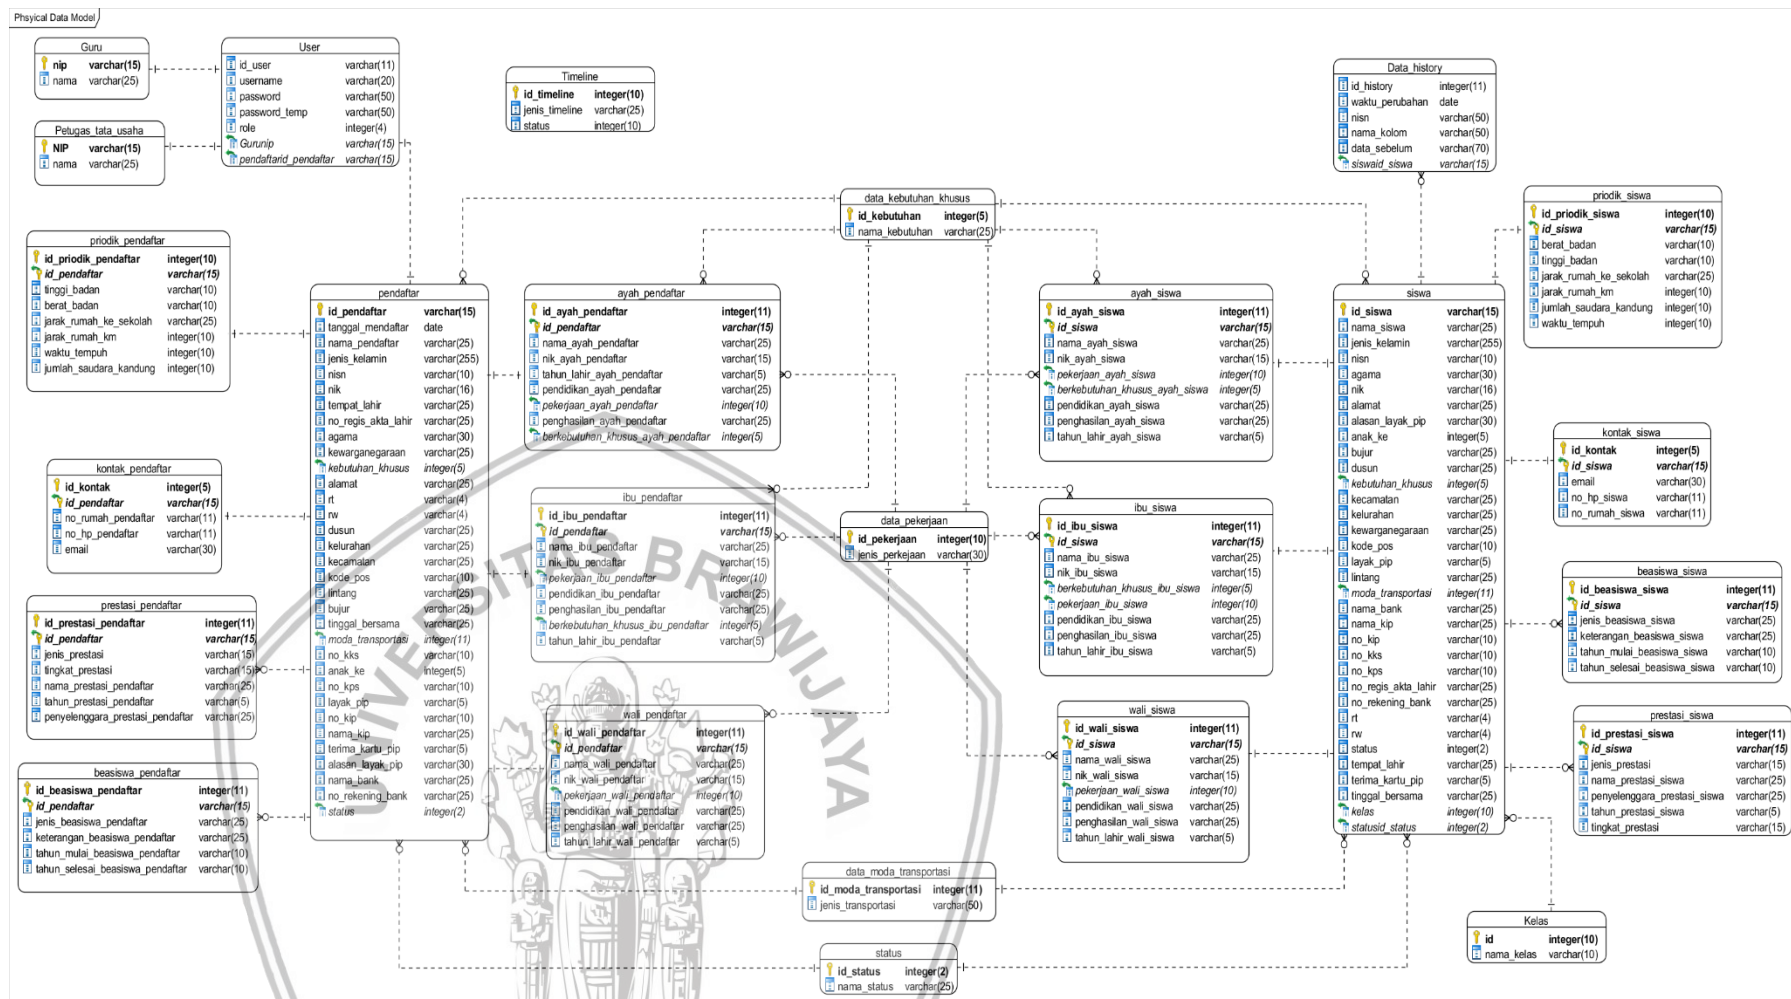 Phsyical Data Model
Guru
nip varchar(15)
nama varchar(25)
User
id_user varchar(11)
username varchar(20)
password varchar(50)
password_temp varchar(50)
role integer(4)
Gurunip varchar(15)
pendaftarid_pendaftar varchar(15)
Petugas_tata_usaha
NIP varchar(15)
nama varchar(25)
Timeline
id_timeline integer(10)
jenis_timeline varchar(25)
status integer(10)
Data_history
id_history integer(11)
waktu_perubahan date
nisn varchar(50)
nama_kolom varchar(50)
data_sebelum varchar(70)
siswaid_siswa varchar(15)
data_kebutuhan_khusus
id_kebutuhan integer(5)
nama_kebutuhan varchar(25)
priodik_siswa
id_priodik_siswa integer(10)
id_siswa varchar(15)
berat_badan varchar(10)
tinggi_badan varchar(10)
jarak_rumah_ke_sekolah varchar(25)
jarak_rumah_km integer(10)
jumlah_saudara_kandung integer(10)
waktu_tempuh integer(10)
priodik_pendaftar
id_priodik_pendaftar integer(10)
id_pendaftar varchar(15)
tinggi_badan varchar(10)
berat_badan varchar(10)
jarak_rumah_ke_sekolah varchar(25)
jarak_rumah_km integer(10)
waktu_tempuh integer(10)
jumlah_saudara_kandung integer(10)
pendaftar
id_pendaftar varchar(15)
tanggal_mendaftar date
nama_pendaftar varchar(25)
jenis_kelamin varchar(255)
nisn varchar(10)
nik varchar(16)
tempat_lahir varchar(25)
no_regis_akta_lahir varchar(25)
agama varchar(30)
kewarganegaraan varchar(25)
kebutuhan_khusus integer(5)
alamat varchar(25)
rt varchar(4)
rw varchar(4)
dusun varchar(25)
kelurahan varchar(25)
kecamatan varchar(25)
kode_pos varchar(10)
lintang varchar(25)
bujur varchar(25)
tinggal_bersama varchar(25)
moda_transportasi integer(11)
no_kks varchar(10)
anak_ke integer(5)
no_kps varchar(10)
layak_pip varchar(5)
no_kip varchar(10)
nama_kip varchar(25)
terima_kartu_pip varchar(5)
alasan_layak_pip varchar(30)
nama_bank varchar(25)
no_rekening_bank varchar(25)
status integer(2)
ayah_pendaftar
id_ayah_pendaftar integer(11)
id_pendaftar varchar(15)
nama_ayah_pendaftar varchar(25)
nik_ayah_pendaftar varchar(15)
tahun_lahir_ayah_pendaftar varchar(5)
pendidikan_ayah_pendaftar varchar(25)
pekerjaan_ayah_pendaftar integer(10)
penghasilan_ayah_pendaftar varchar(25)
berkebutuhan_khusus_ayah_pendaftar integer(5)
ayah_siswa
id_ayah_siswa integer(11)
id_siswa varchar(15)
nama_ayah_siswa varchar(25)
nik_ayah_siswa varchar(15)
pekerjaan_ayah_siswa integer(10)
berkebutuhan_khusus_ayah_siswa integer(5)
pendidikan_ayah_siswa varchar(25)
penghasilan_ayah_siswa varchar(25)
tahun_lahir_ayah_siswa varchar(5)
siswa
id_siswa varchar(15)
nama_siswa varchar(25)
jenis_kelamin varchar(255)
nisn varchar(10)
agama varchar(30)
nik varchar(16)
alamat varchar(25)
alasan_layak_pip varchar(30)
anak_ke integer(5)
bujur varchar(25)
dusun varchar(25)
kebutuhan_khusus integer(5)
kecamatan varchar(25)
kelurahan varchar(25)
kewarganegaraan varchar(25)
kode_pos varchar(10)
layak_pip varchar(5)
lintang varchar(25)
moda_transportasi integer(11)
nama_bank varchar(25)
nama_kip varchar(25)
no_kip varchar(10)
no_kks varchar(10)
no_kps varchar(10)
no_regis_akta_lahir varchar(25)
no_rekening_bank varchar(25)
rt varchar(4)
rw varchar(4)
status integer(2)
tempat_lahir varchar(25)
terima_kartu_pip varchar(5)
tinggal_bersama varchar(25)
kelas integer(10)
statusid_status integer(2)
kontak_pendaftar
id_kontak integer(5)
id_pendaftar varchar(15)
no_rumah_pendaftar varchar(11)
no_hp_pendaftar varchar(11)
email varchar(30)
ibu_pendaftar
id_ibu_pendaftar integer(11)
id_pendaftar varchar(15)
nama_ibu_pendaftar varchar(25)
nik_ibu_pendaftar varchar(15)
pekerjaan_ibu_pendaftar integer(10)
pendidikan_ibu_pendaftar varchar(25)
penghasilan_ibu_pendaftar varchar(25)
berkebutuhan_khusus_ibu_pendaftar integer(5)
tahun_lahir_ibu_pendaftar varchar(5)
data_pekerjaan
id_pekerjaan integer(10)
jenis_perkejaan varchar(30)
ibu_siswa
id_ibu_siswa integer(11)
id_siswa varchar(15)
nama_ibu_siswa varchar(25)
nik_ibu_siswa varchar(15)
berkebutuhan_khusus_ibu_siswa integer(5)
pekerjaan_ibu_siswa integer(10)
pendidikan_ibu_siswa varchar(25)
penghasilan_ibu_siswa varchar(25)
tahun_lahir_ibu_siswa varchar(5)
kontak_siswa
id_kontak integer(5)
id_siswa varchar(15)
email varchar(30)
no_hp_siswa varchar(11)
no_rumah_siswa varchar(11)
beasiswa_siswa
id_beasiswa_siswa integer(11)
id_siswa varchar(15)
jenis_beasiswa_siswa varchar(25)
keterangan_beasiswa_siswa varchar(25)
tahun_mulai_beasiswa_siswa varchar(10)
tahun_selesai_beasiswa_siswa varchar(10)
prestasi_pendaftar
id_prestasi_pendaftar integer(11)
id_pendaftar varchar(15)
jenis_prestasi varchar(15)
tingkat_prestasi varchar(15)
nama_prestasi_pendaftar varchar(25)
tahun_prestasi_pendaftar varchar(5)
penyelenggara_prestasi_pendaftar varchar(25)
wali_pendaftar
id_wali_pendaftar integer(11)
id_pendaftar varchar(15)
nama_wali_pendaftar varchar(25)
nik_wali_pendaftar varchar(15)
pekerjaan_wali_pendaftar integer(10)
pendidikan_wali_pendaftar varchar(25)
penghasilan_wali_pendaftar varchar(25)
tahun_lahir_wali_pendaftar varchar(5)
wali_siswa
id_wali_siswa integer(11)
id_siswa varchar(15)
nama_wali_siswa varchar(25)
nik_wali_siswa varchar(15)
pekerjaan_wali_siswa integer(10)
pendidikan_wali_siswa varchar(25)
penghasilan_wali_siswa varchar(25)
tahun_lahir_wali_siswa varchar(5)
prestasi_siswa
id_prestasi_siswa integer(11)
id_siswa varchar(15)
jenis_prestasi varchar(15)
nama_prestasi_siswa varchar(25)
penyelenggara_prestasi_siswa varchar(25)
tahun_prestasi_siswa varchar(5)
tingkat_prestasi varchar(15)
beasiswa_pendaftar
id_beasiswa_pendaftar integer(11)
id_pendaftar varchar(15)
jenis_beasiswa_pendaftar varchar(25)
keterangan_beasiswa_pendaftar varchar(25)
tahun_mulai_beasiswa_pendaftar varchar(10)
tahun_selesai_beasiswa_pendaftar varchar(10)
data_moda_transportasi
id_moda_transportasi integer(11)
jenis_transportasi varchar(50)
status
id_status integer(2)
nama_status varchar(25)
Kelas
id integer(10)
nama_kelas varchar(10)
UNIVERSITAS BRAWIJAYA